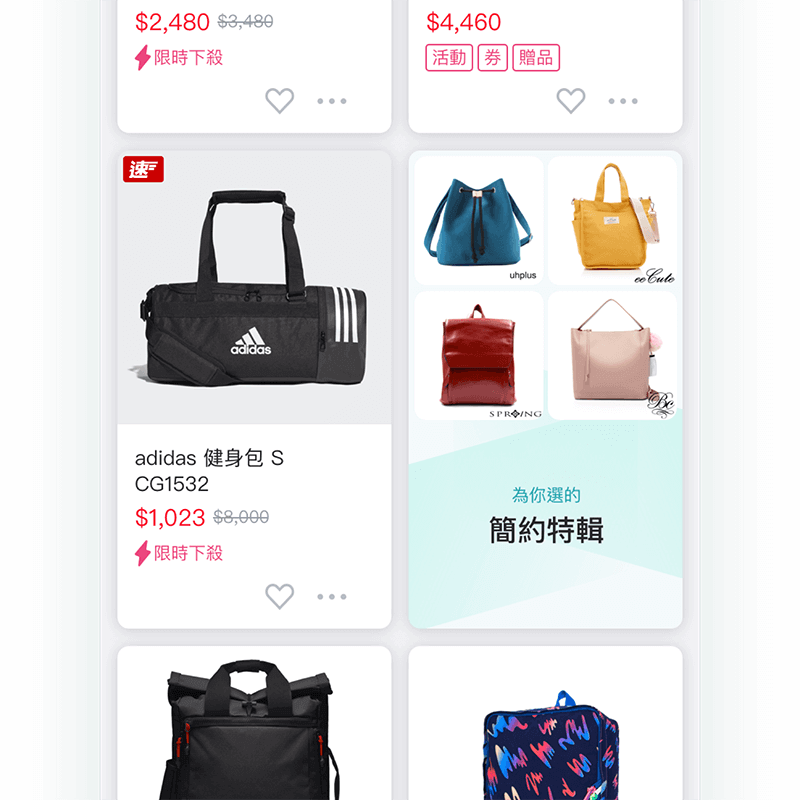 $2,480 $3,480
限時下殺
$4,460
活動 券 贈品
速
adidas
adidas 健身包 S
CG1532
$1,023 $8,000
限時下殺
uhplus
eeCute
SPRING
Bc
為你選的
簡約特輯